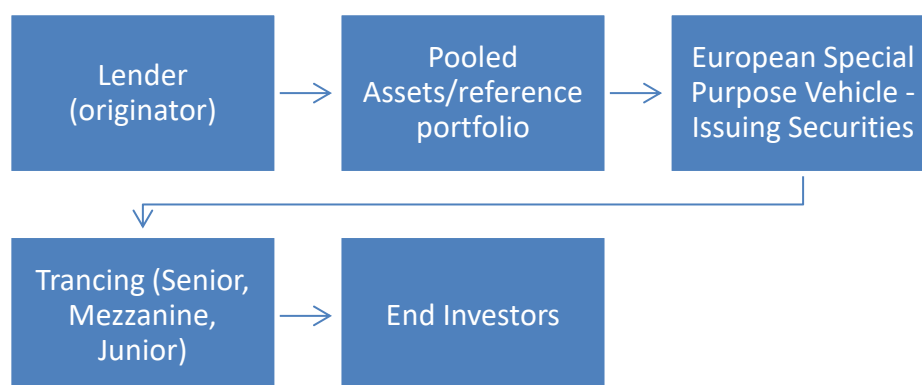 Lender
(originator)
Pooled
Assets/reference
portfolio
European Special
Purpose Vehicle -
Issuing Securities
Trancing (Senior,
Mezzanine,
Junior)
End Investors